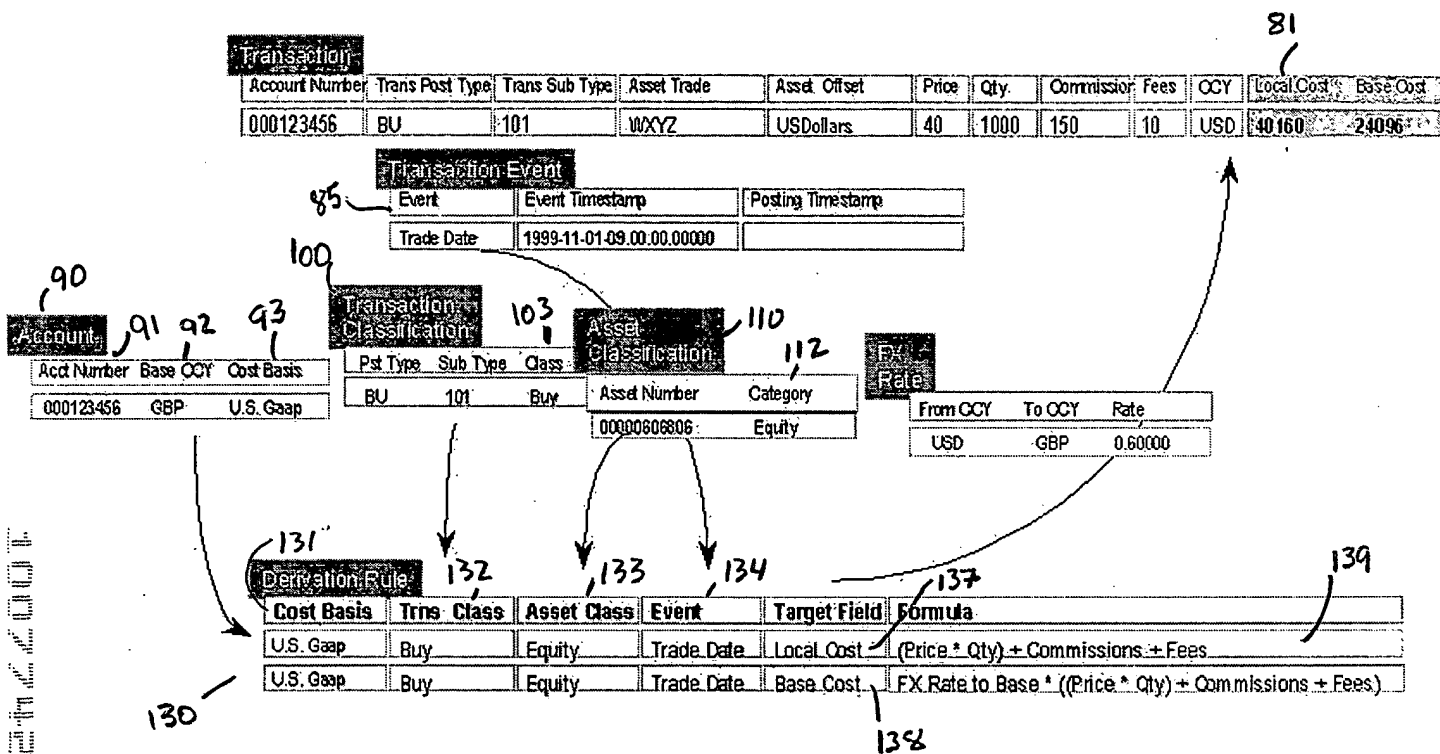 81
Transaction
Account Number Trans Post Type Trans Sub Type Asset Trade Asset Offset Price Qty. Commission Fees CCY Local Cost Base Cost
000123456 BU 101 WXYZ USDollars 40 1000 150 10 USD 40160 24096
Transaction Event
85
Event Event Timestamp Posting Timestamp
Trade Date 1999-11-01-09.00.00.00000
90
Account
91 92 93
Acct Number Base CCY Cost Basis
000123456 GBP U.S. Gaap
100
Transaction
Classification
103
Pst Type Sub Type Class
BU 101 Buy
Asset
Classification
110
112
Asset Number Category
00000606806 Equity
FX
Rate
From CCY To CCY Rate
USD GBP 0.60000
131
Derivation Rule
132 133 134 137 139
Cost Basis Trns Class Asset Class Event Target Field Formula
U.S. Gaap Buy Equity Trade Date Local Cost (Price * Qty) + Commissions + Fees
U.S. Gaap Buy Equity Trade Date Base Cost FX Rate to Base * ((Price * Qty) + Commissions + Fees)
130
138